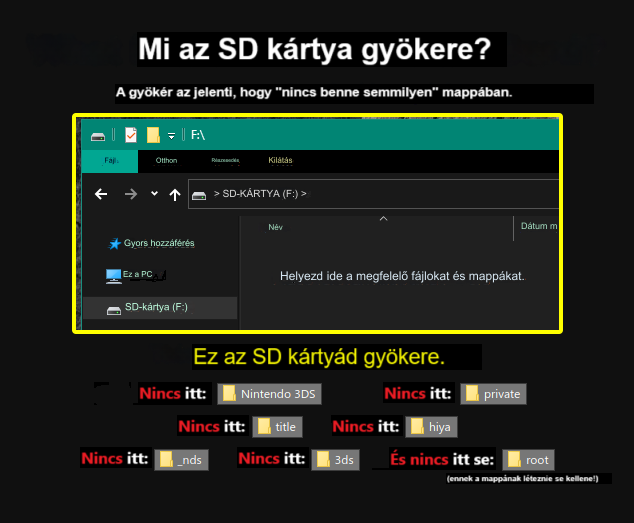 Mi az SD kártya gyökere?
A gyökér az jelenti, hogy "nincs benne semmilyen" mappában.
F:\
Fájl Otthon Részesedés Kilátás
> SD-KÁRTYA (F:) >
Név Dátum m
Gyors hozzáférés
Helyezd ide a megfelelő fájlokat és mappákat.
Ez a PC
SD-kártya (F:)
Ez az SD kártyád gyökere.
Nincs itt: Nintendo 3DS Nincs itt: private
Nincs itt: title Nincs itt: hiya
Nincs itt: _nds Nincs itt: 3ds És nincs itt se: root
(ennek a mappának léteznie se kellene!)